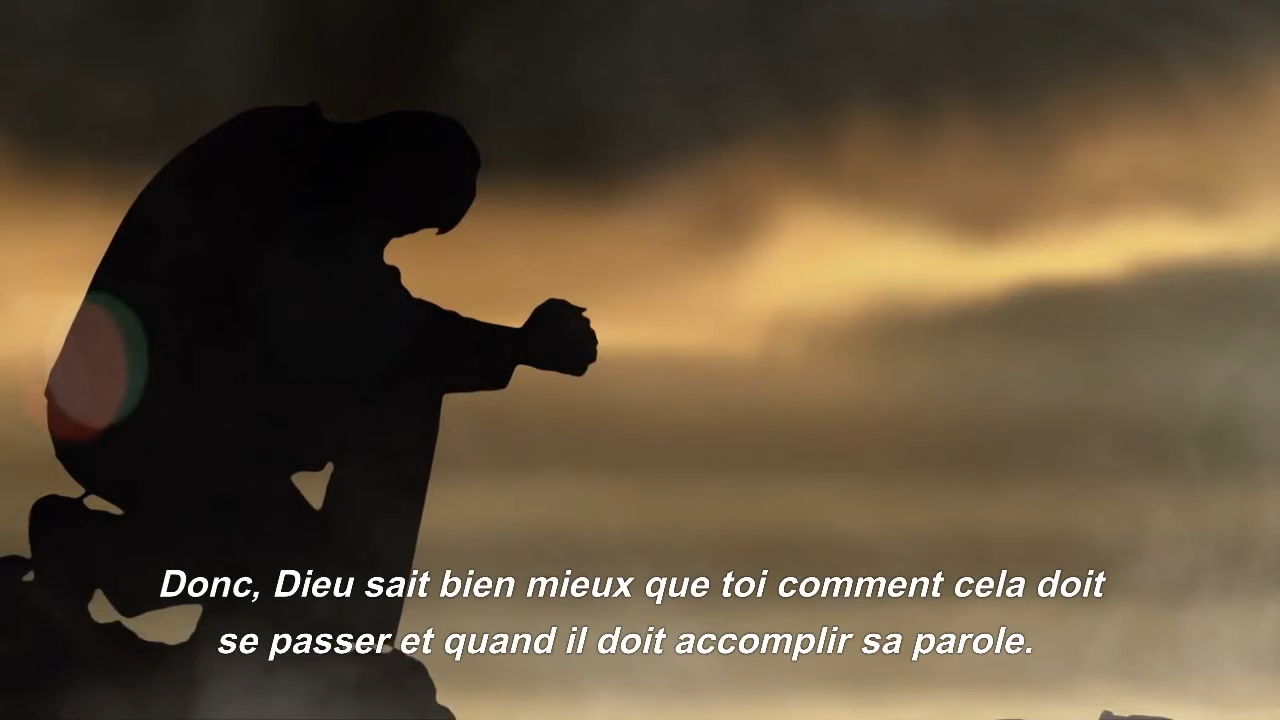 Donc, Dieu sait bien mieux que toi comment cela doit
se passer et quand il doit accomplir sa parole.